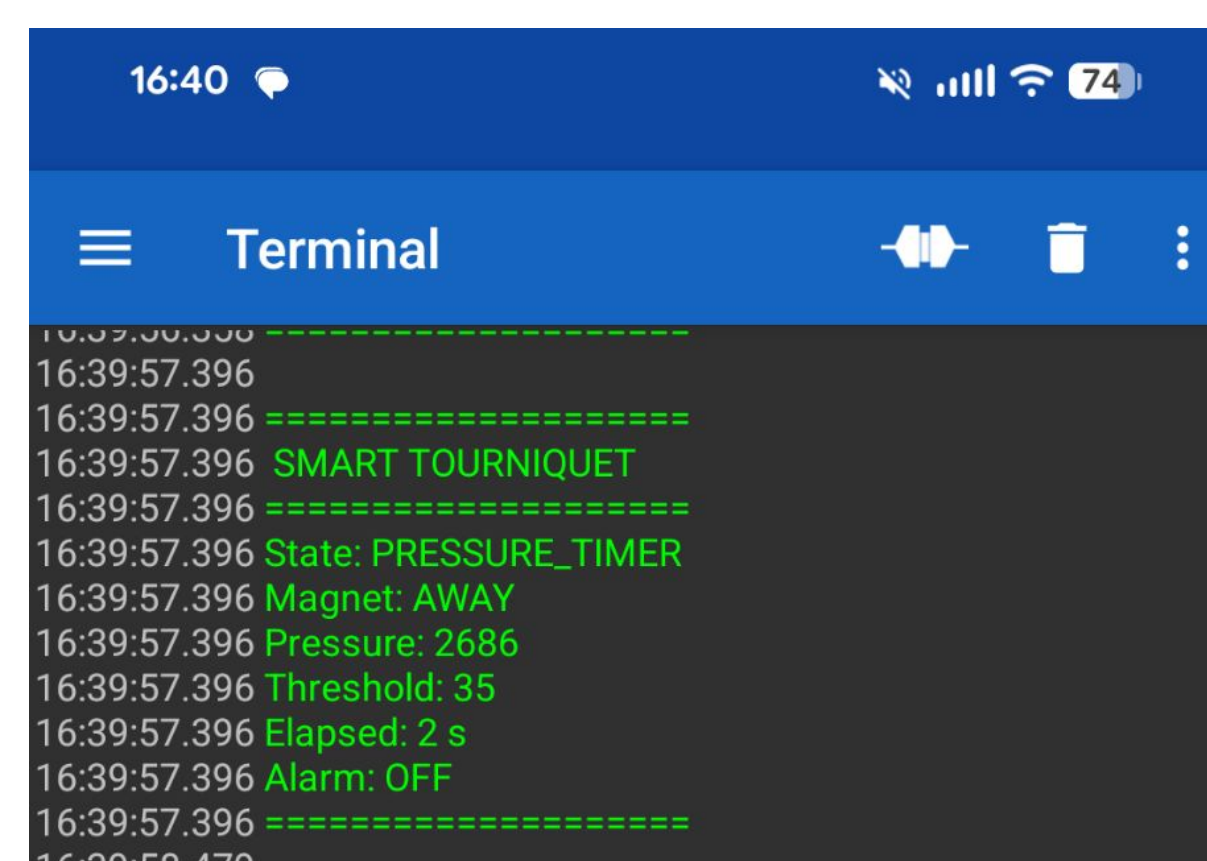 16:40
74
Terminal
=====================
16:39:57.396
16:39:57.396 =====================
16:39:57.396 SMART TOURNIQUET
16:39:57.396 =====================
16:39:57.396 State: PRESSURE_TIMER
16:39:57.396 Magnet: AWAY
16:39:57.396 Pressure: 2686
16:39:57.396 Threshold: 35
16:39:57.396 Elapsed: 2 s
16:39:57.396 Alarm: OFF
16:39:57.396 =====================